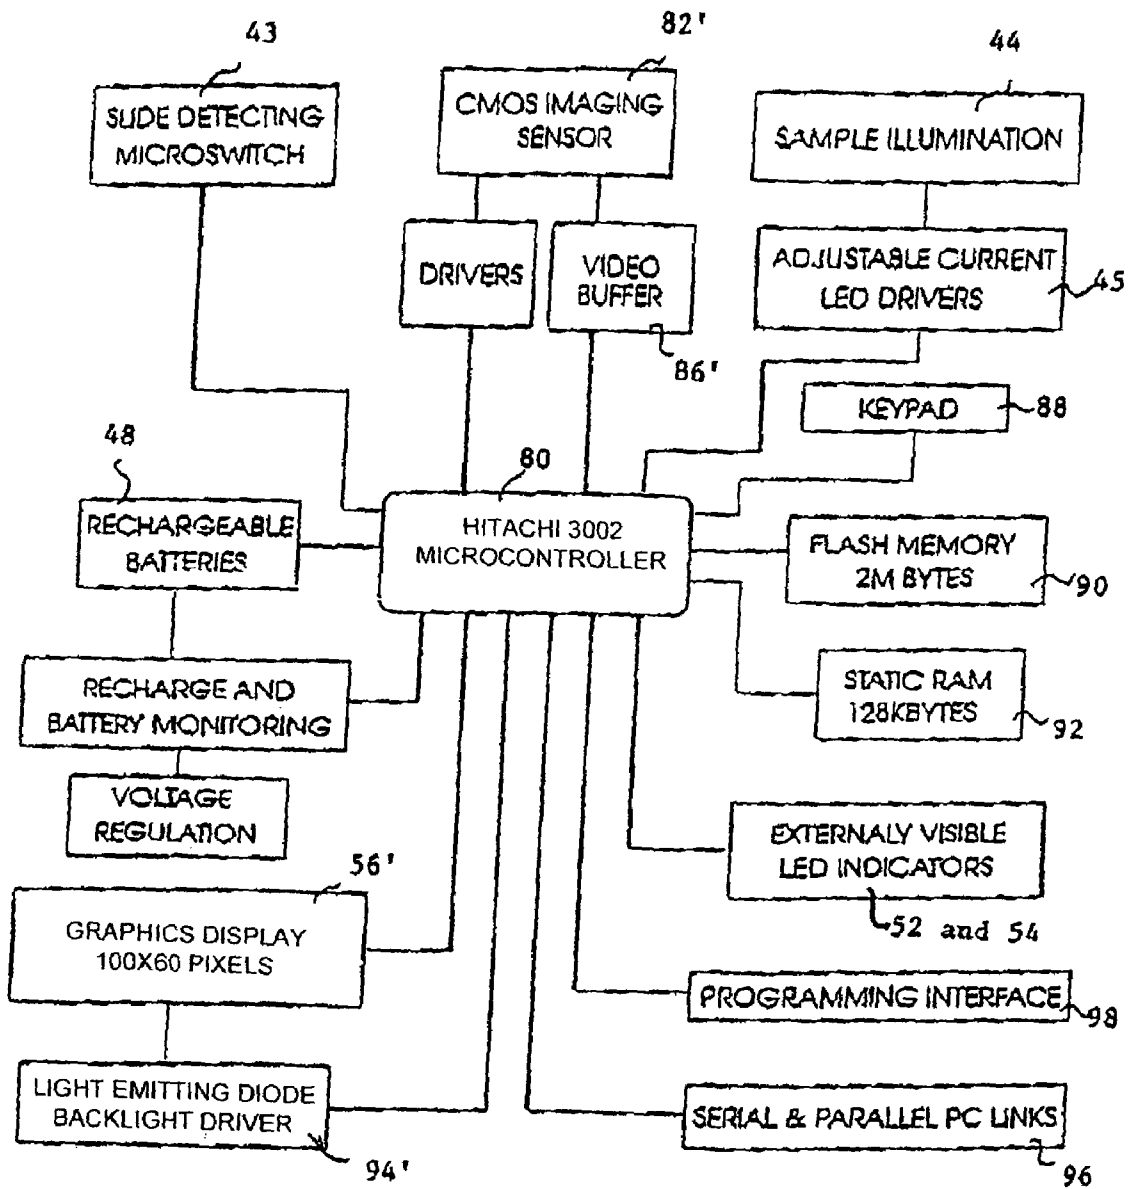 43
82'
44
SLIDE DETECTING
MICROSWITCH
CMOS IMAGING
SENSOR
SAMPLE ILLUMINATION
DRIVERS
VIDEO
BUFFER
86'
ADJUSTABLE CURRENT
LED DRIVERS
45
KEYPAD
88
48
80
RECHARGEABLE
BATTERIES
HITACHI 3002
MICROCONTROLLER
FLASH MEMORY
2M BYTES
90
RECHARGE AND
BATTERY MONITORING
STATIC RAM
128KBYTES
92
VOLTAGE
REGULATION
EXTERNALY VISIBLE
LED INDICATORS
52 and 54
56'
GRAPHICS DISPLAY
100X60 PIXELS
PROGRAMMING INTERFACE
98
LIGHT EMITTING DIODE
BACKLIGHT DRIVER
94'
SERIAL & PARALLEL PC LINKS
96